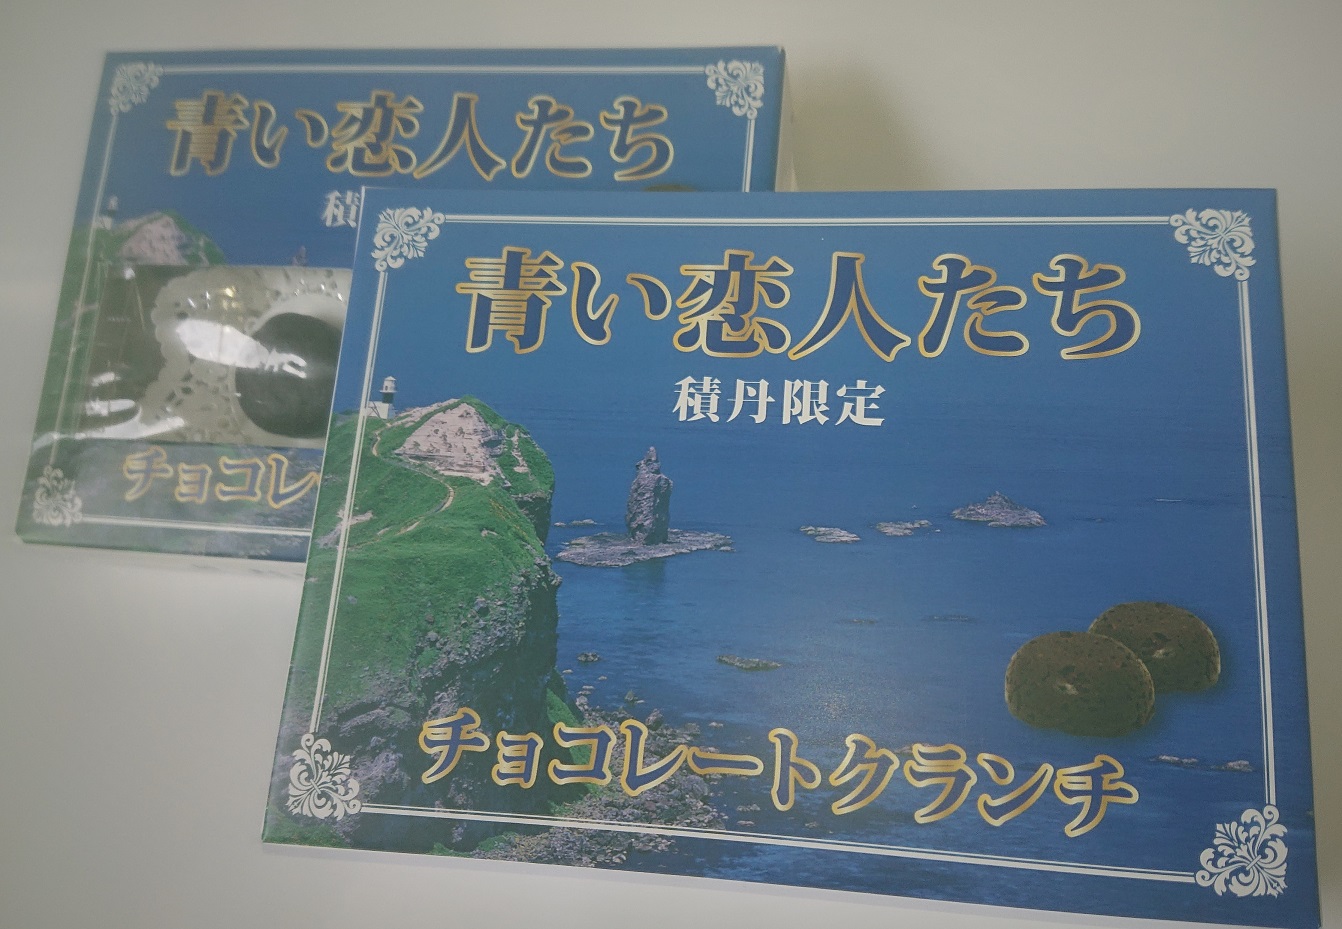 青い恋人たち
積
チョコレ
青い恋人たち
積丹限定
チョコレートクランチ